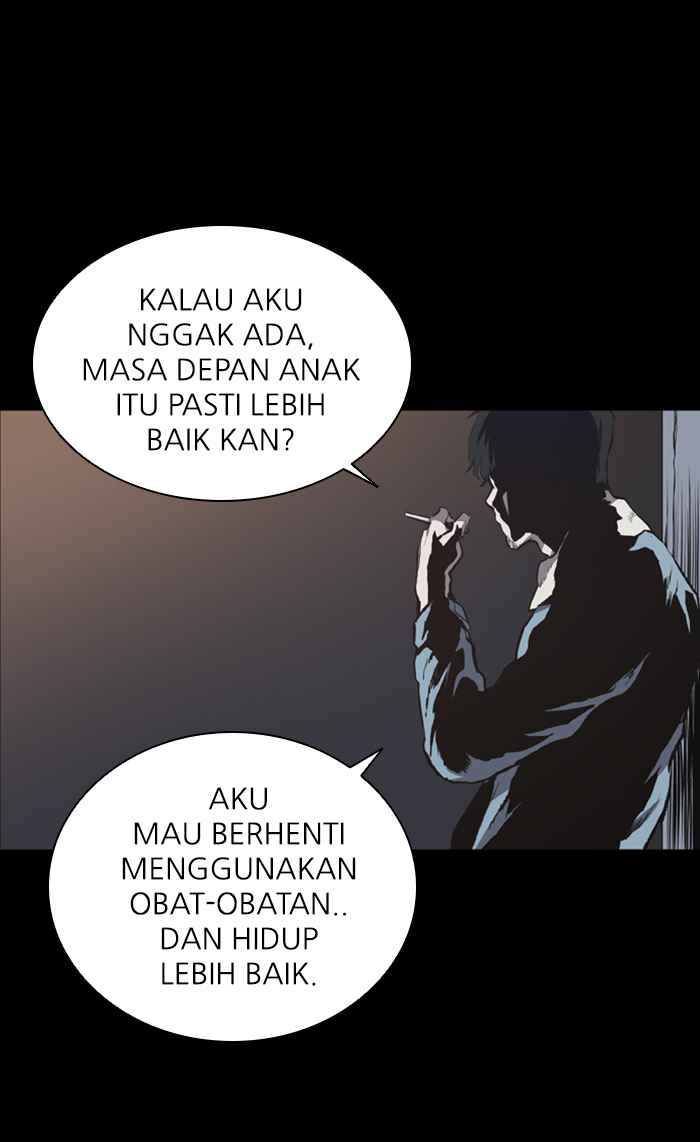 KALAU AKU
NGGAK ADA,
MASA DEPAN ANAK
ITU PASTI LEBIH
BAIK KAN?
AKU
MAU BERHENTI
MENGGUNAKAN
OBAT-OBATAN..
DAN HIDUP
LEBIH BAIK.